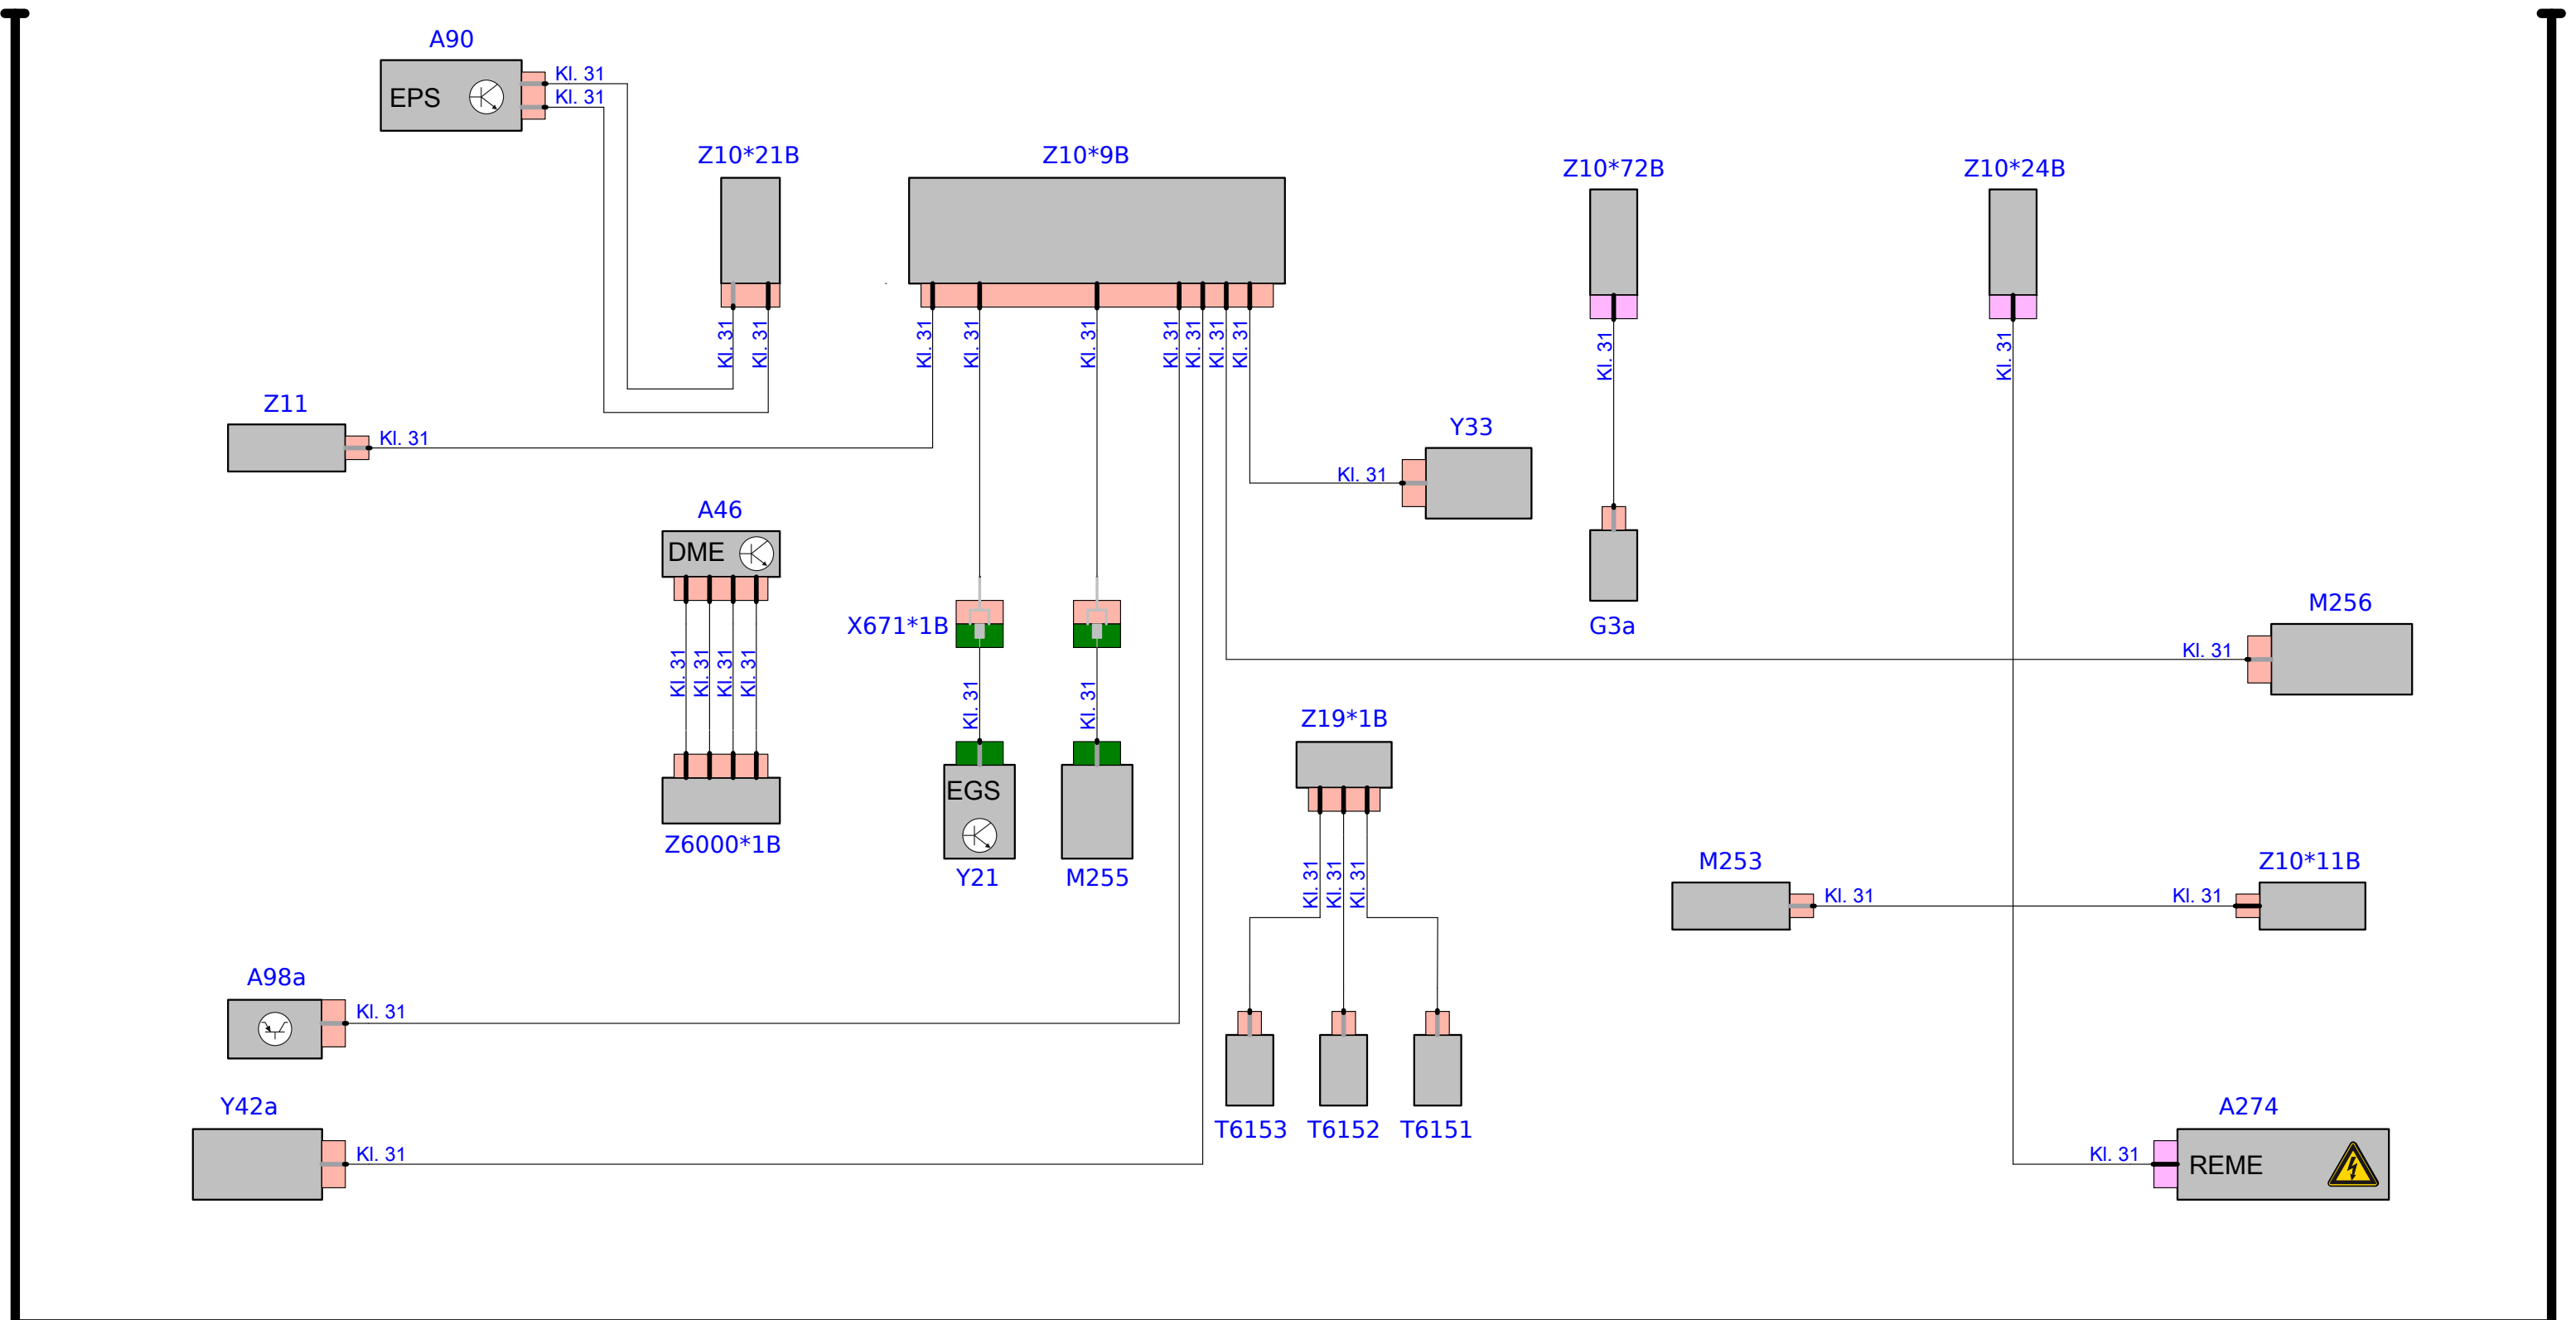 A90
EPS
Kl. 31
Kl. 31
Z10*21B
Z10*9B
Z10*72B
Z10*24B
Kl. 31
Kl. 31
Kl. 31
Kl. 31
Kl. 31
Kl. 31
Kl. 31
Kl. 31
Kl. 31
Kl. 31
Kl. 31
Z11
Kl. 31
Y33
Kl. 31
A46
DME
Kl. 31
Kl. 31
Kl. 31
Kl. 31
Z6000*1B
X671*1B
Kl. 31
Kl. 31
EGS
Y21
M255
G3a
M256
Kl. 31
Z19*1B
Kl. 31
Kl. 31
Kl. 31
T6153
T6152
T6151
M253
Kl. 31
Z10*11B
Kl. 31
A98a
Kl. 31
Y42a
Kl. 31
A274
Kl. 31
REME